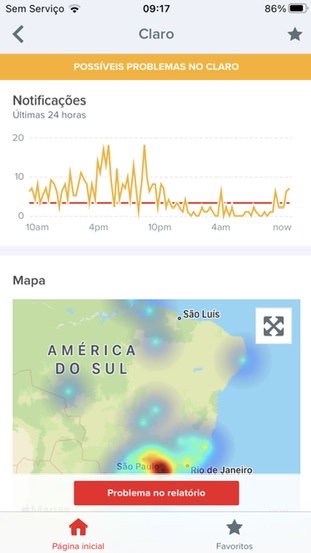 Sem Serviço 09:17 86%
Claro
POSSÍVEIS PROBLEMAS NO CLARO
Notificações
Últimas 24 horas
20
10
0
10am 4pm 10pm 4am now
Mapa
São Luís
AMÉRICA
DO SUL
São Paulo
Rio de Janeiro
Problema no relatório
Página inicial Favoritos